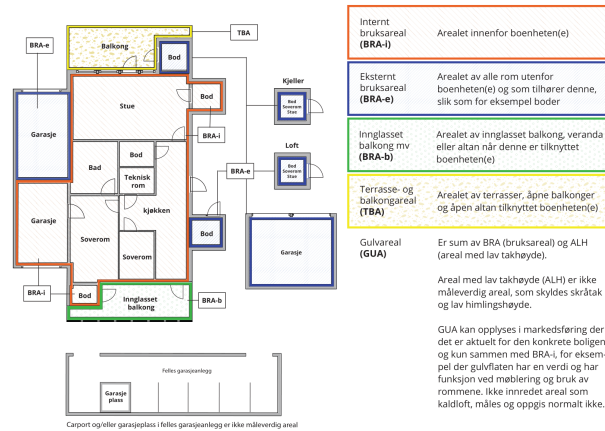 TBA
BRA-e
Balkong
Bod
Kjeller
Bod
Soverom
Stue
Stue
Bod
BRA-i
Garasje
Loft
Bod
Soverom
Stue
BRA-e
Bad
Bod
Teknisk
rom
kjøkken
Garasje
Soverom
Soverom
Bod
Garasje
BRA-i
Bod
Innglasset
balkong
BRA-b
Felles garasjeanlegg
Garasje
plass
Carport og/eller garasjeplass i felles garasjeanlegg er ikke måleverdig areal
Internt
bruksareal
(BRA-i)
Arealet innenfor boenheten(e)
Eksternt
bruksareal
(BRA-e)
Arealet av alle rom utenfor
boenheten(e) og som tilhører denne,
slik som for eksempel boder
Innglasset
balkong mv
(BRA-b)
Arealet av innglasset balkong, veranda
eller altan når denne er tilknyttet
boenheten(e)
Terrasse- og
balkongareal
(TBA)
Arealet av terrasser, åpne balkonger
og åpen altan tilknyttet boenheten(e)
Gulvareal
(GUA)
Er sum av BRA (bruksareal) og ALH
(areal med lav takhøyde).
Areal med lav takhøyde (ALH) er ikke
måleverdig areal, som skyldes skråtak
og lav himlingshøyde.
GUA kan opplyses i markedsføring der
det er aktuelt for den konkrete boligen
og kun sammen med BRA-i, for eksem-
pel der gulvflaten har en verdi og har
funksjon ved møblering og bruk av
rommene. Ikke innredet areal som
kaldloft, måles og oppgis normalt ikke.